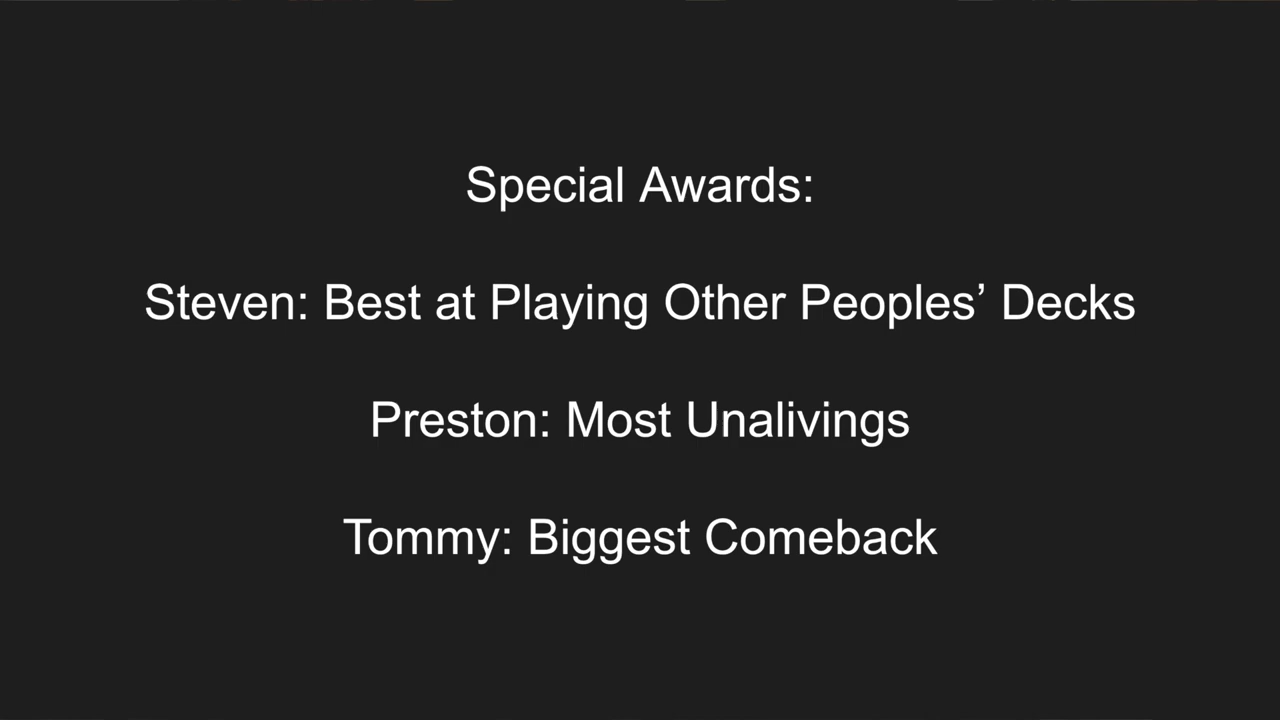 Special Awards:
Steven: Best at Playing Other Peoples’ Decks
Preston: Most Unalivings
Tommy: Biggest Comeback